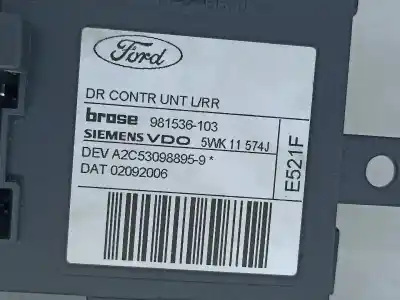 Ford
DR CONTR UNT L/RR
brose 981536-103
SIEMENS VDO 5WK 11 574J
DEV A2C53098895-9 *
DAT 02092006
E521F